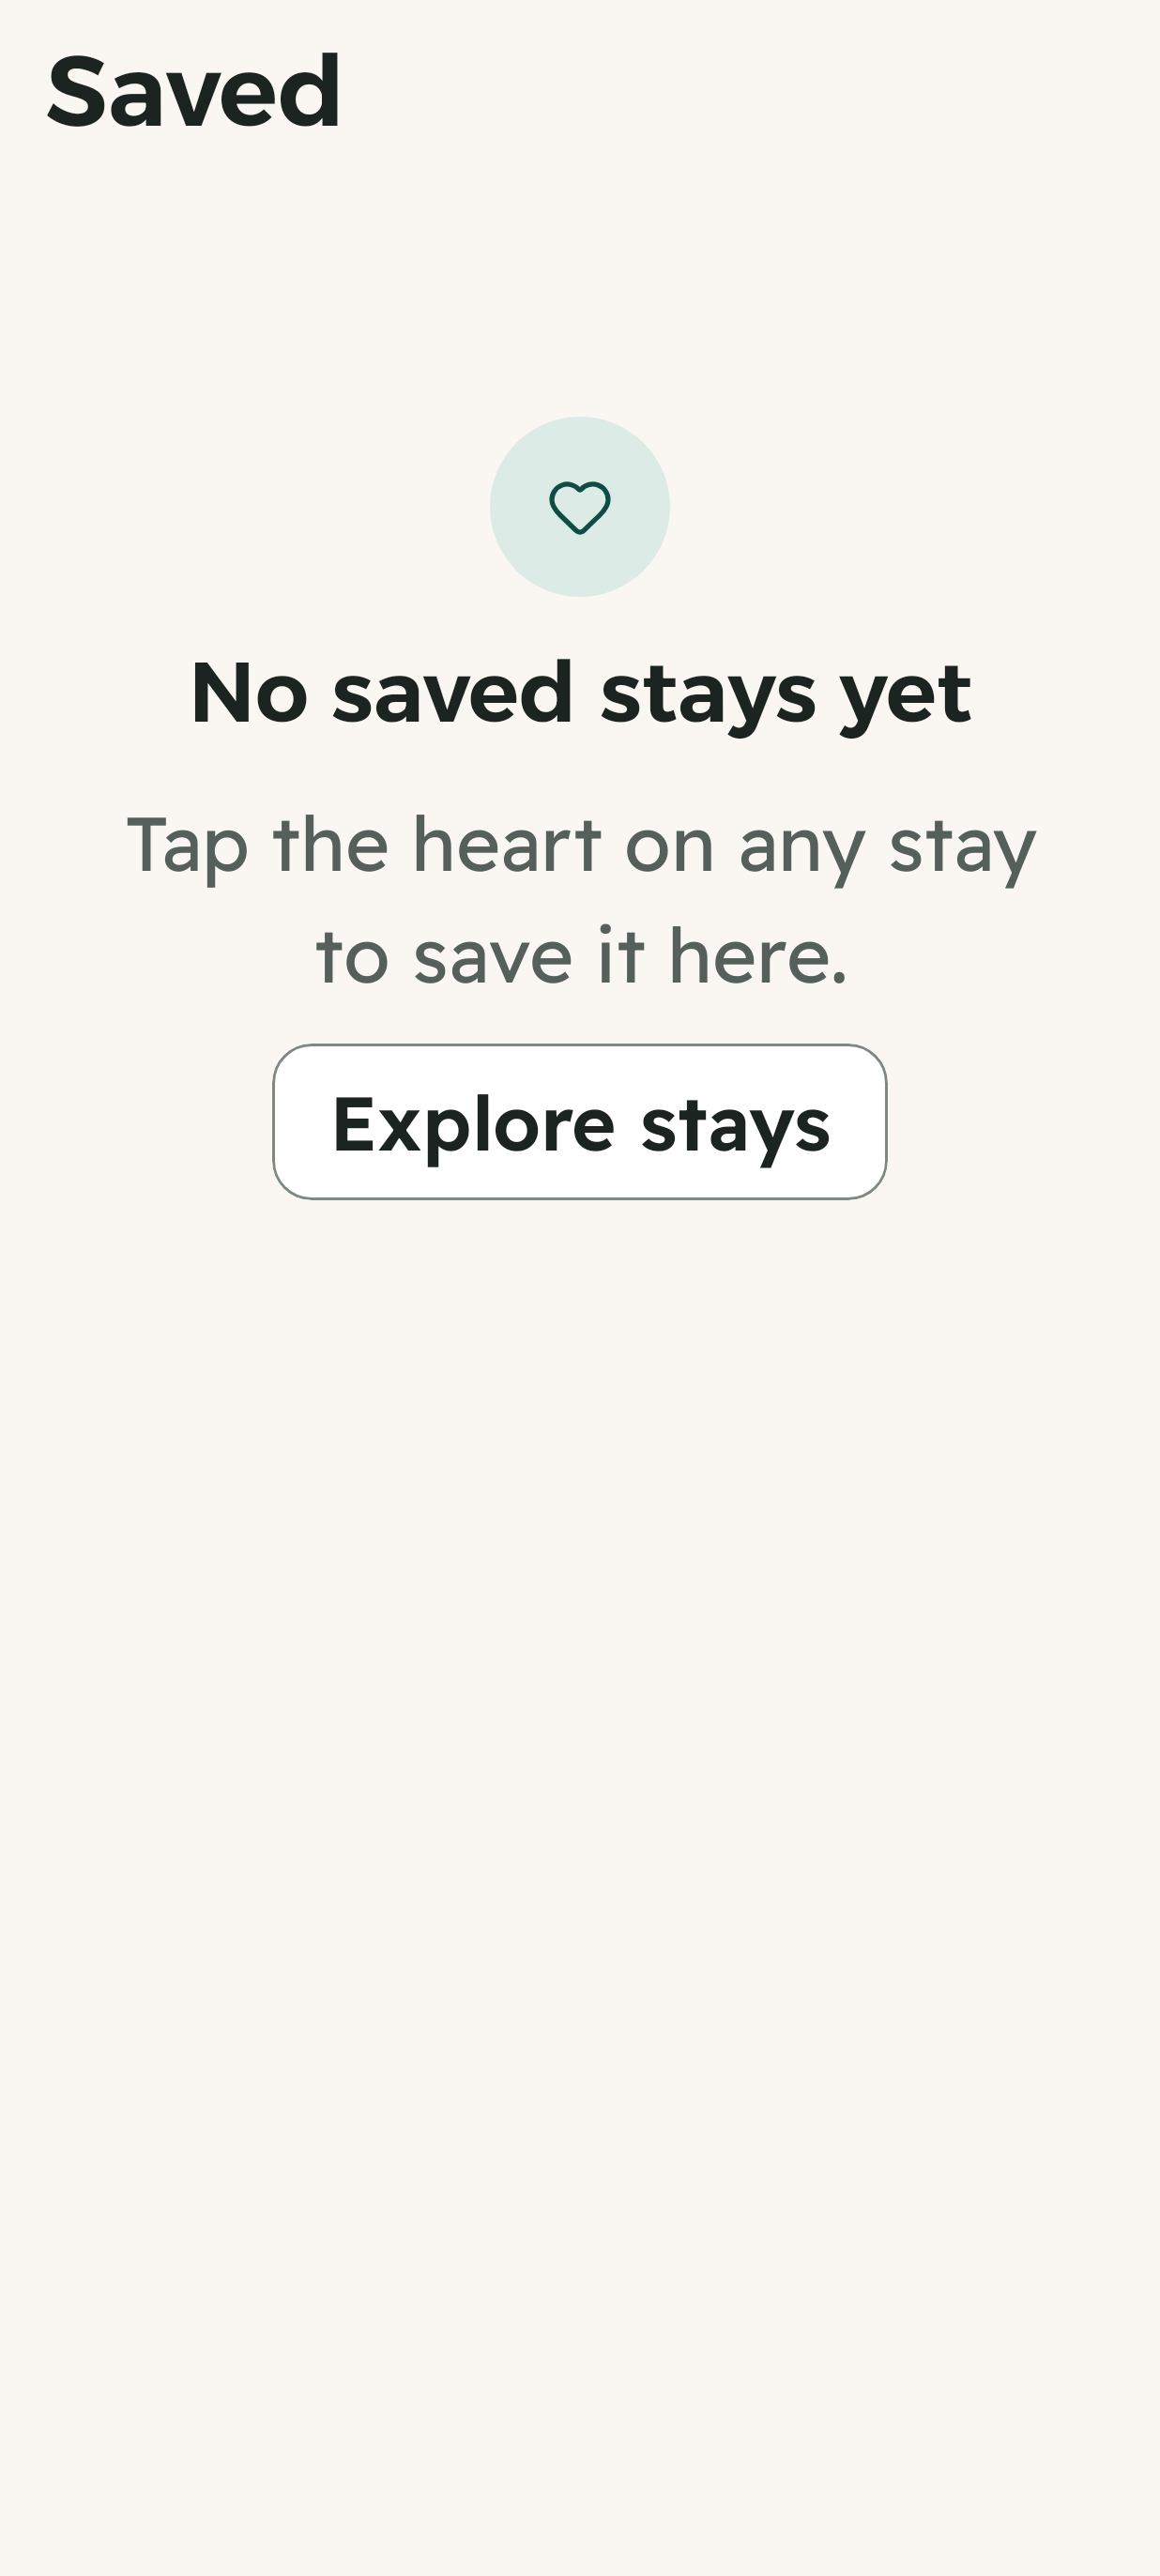 Saved
No saved stays yet
Tap the heart on any stay
to save it here.
Explore stays